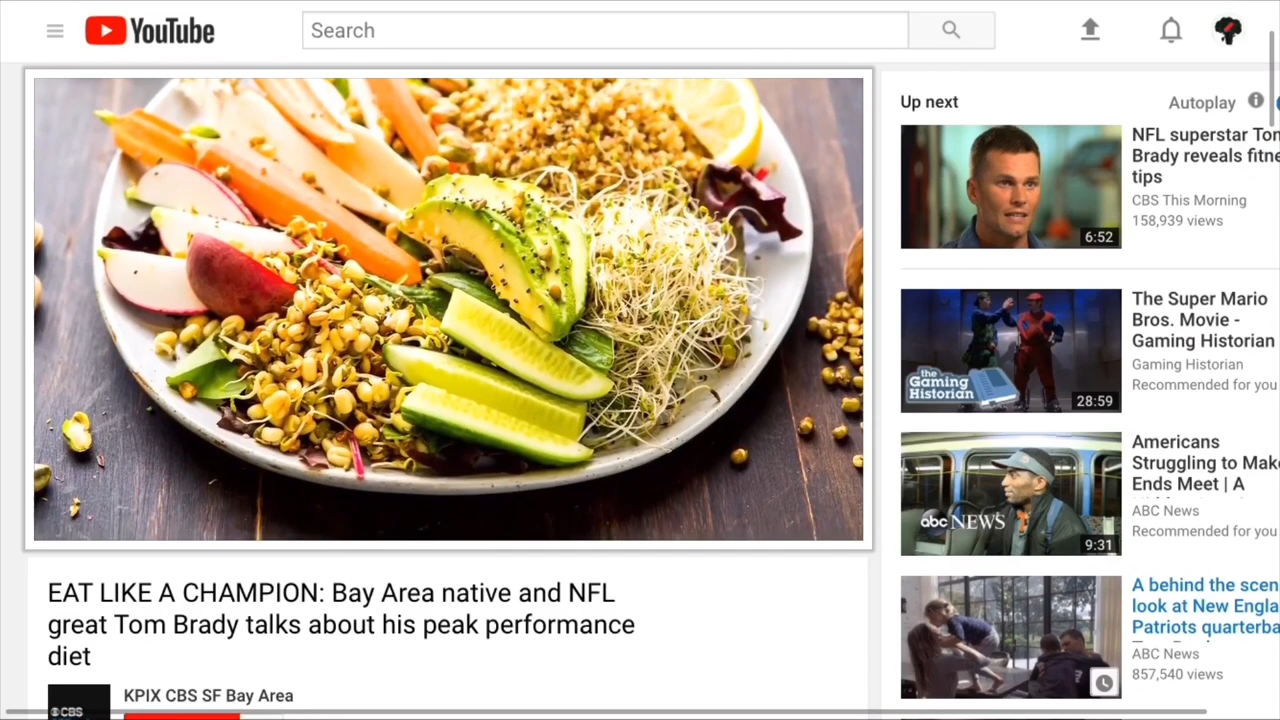 YouTube
Search
EAT LIKE A CHAMPION: Bay Area native and NFL
great Tom Brady talks about his peak performance
diet
CBS
KPIX CBS SF Bay Area
Up next
Autoplay
NFL superstar Tom
Brady reveals fitne
tips
CBS This Morning
158,939 views
6:52
The Super Mario
Bros. Movie -
Gaming Historian
Gaming Historian
Recommended for you
the
Gaming
Historian
28:59
Americans
Struggling to Make
Ends Meet | A
ABC News
Recommended for you
abc NEWS
9:31
A behind the scen
look at New Engla
Patriots quarterba
ABC News
857,540 views